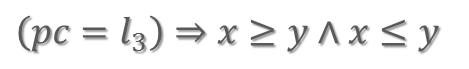 (pc = l₃) ⇒ x ≥ y ∧ x ≤ y